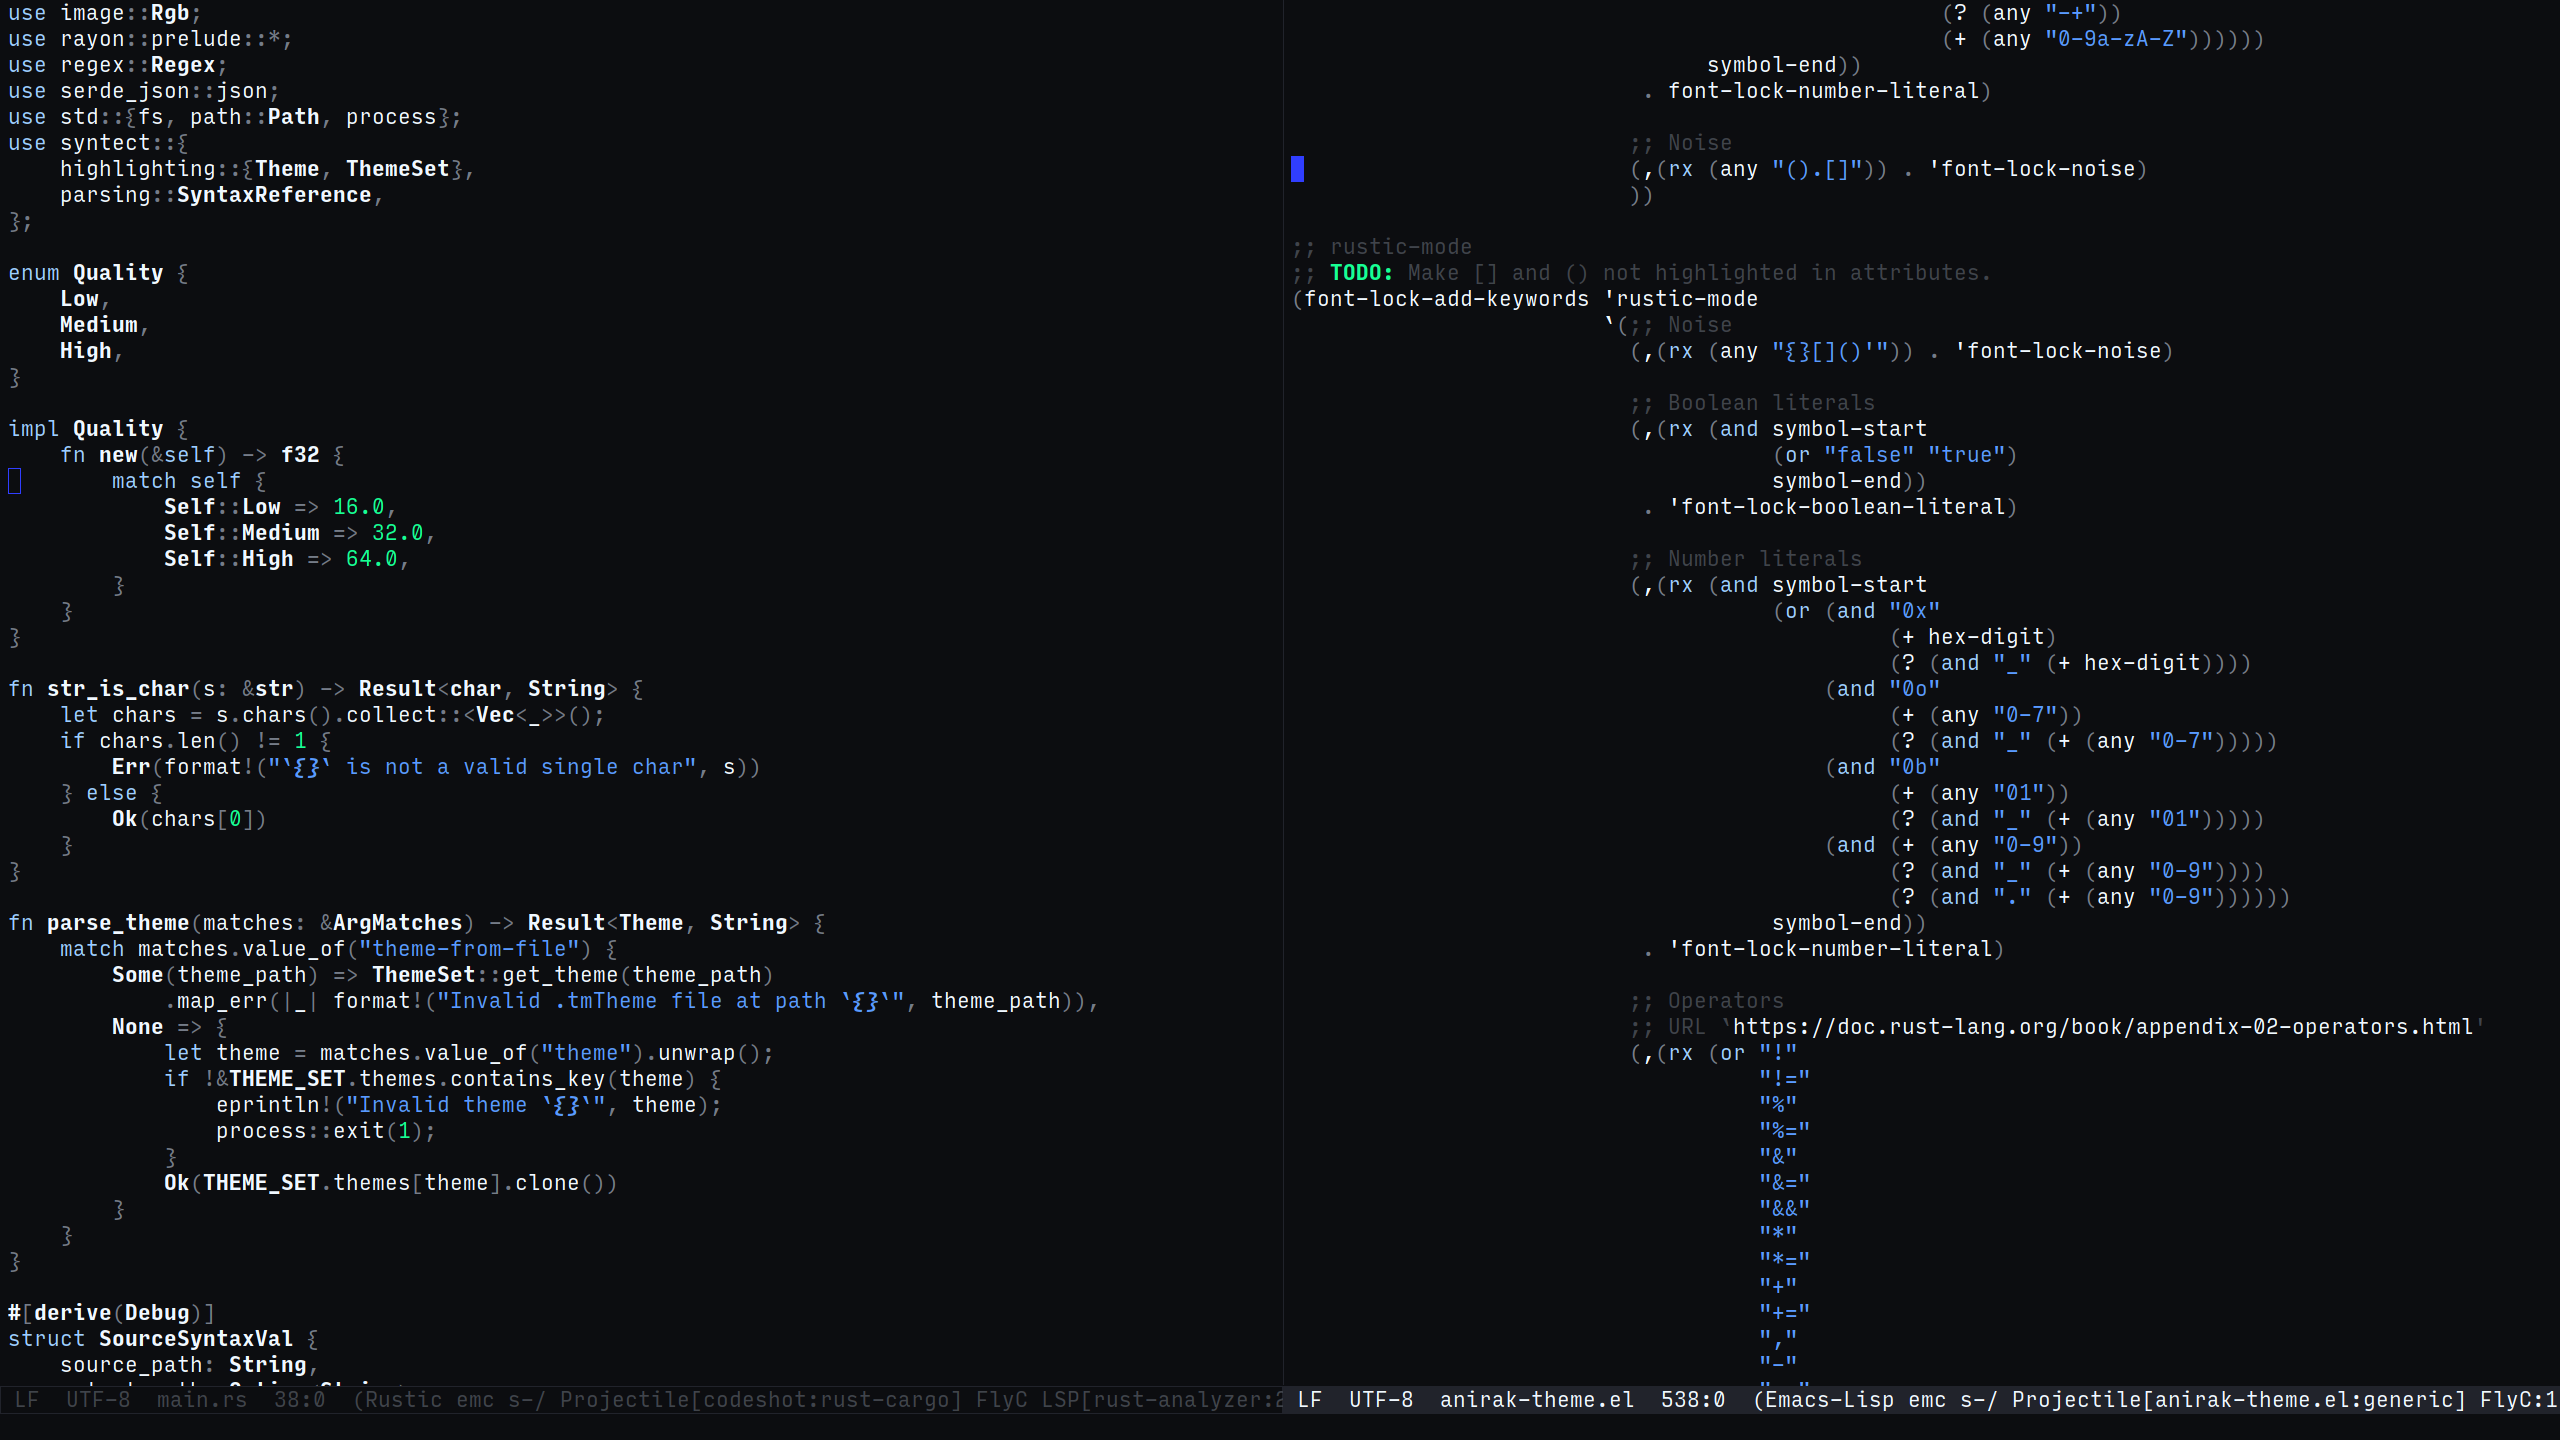 use image::Rgb;
use rayon::prelude::*;
use regex::Regex;
use serde_json::json;
use std::{fs, path::Path, process};
use syntect::{
    highlighting::{Theme, ThemeSet},
    parsing::SyntaxReference,
};

enum Quality {
    Low,
    Medium,
    High,
}

impl Quality {
    fn new(&self) -> f32 {
        match self {
            Self::Low => 16.0,
            Self::Medium => 32.0,
            Self::High => 64.0,
        }
    }
}

fn str_is_char(s: &str) -> Result<char, String> {
    let chars = s.chars().collect::<Vec<_>>();
    if chars.len() != 1 {
        Err(format!("`{}` is not a valid single char", s))
    } else {
        Ok(chars[0])
    }
}

fn parse_theme(matches: &ArgMatches) -> Result<Theme, String> {
    match matches.value_of("theme-from-file") {
        Some(theme_path) => ThemeSet::get_theme(theme_path)
            .map_err(|_| format!("Invalid .tmTheme file at path `{}`", theme_path)),
        None => {
            let theme = matches.value_of("theme").unwrap();
            if !&THEME_SET.themes.contains_key(theme) {
                eprintln!("Invalid theme `{}`", theme);
                process::exit(1);
            }
            Ok(THEME_SET.themes[theme].clone())
        }
    }
}

#[derive(Debug)]
struct SourceSyntaxVal {
    source_path: String,
LF  UTF-8  main.rs  38:0  (Rustic emc s-/ Projectile[codeshot:rust-cargo] FlyC LSP[rust-analyzer:2
(? (any "-+"))
(+ (any "0-9a-zA-Z"))))))
symbol-end))
. font-lock-number-literal)

;; Noise
(,(rx (any "().[]")) . 'font-lock-noise)
))

;; rustic-mode
;; TODO: Make [] and () not highlighted in attributes.
(font-lock-add-keywords 'rustic-mode
`(;; Noise
(,(rx (any "{}[]()'")) . 'font-lock-noise)

;; Boolean literals
(,(rx (and symbol-start
(or "false" "true")
symbol-end))
. 'font-lock-boolean-literal)

;; Number literals
(,(rx (and symbol-start
(or (and "0x"
(+ hex-digit)
(? (and "_" (+ hex-digit))))
(and "0o"
(+ (any "0-7"))
(? (and "_" (+ (any "0-7")))))
(and "0b"
(+ (any "01"))
(? (and "_" (+ (any "01")))))
(and (+ (any "0-9"))
(? (and "_" (+ (any "0-9"))))
(? (and "." (+ (any "0-9"))))))
symbol-end))
. 'font-lock-number-literal)

;; Operators
;; URL `https://doc.rust-lang.org/book/appendix-02-operators.html'
(,(rx (or "!"
"!="
"%"
"%="
"&"
"&="
"&&"
"*"
"*="
"+"
"+="
","
"-"
LF  UTF-8  anirak-theme.el  538:0  (Emacs-Lisp emc s-/ Projectile[anirak-theme.el:generic] FlyC:1